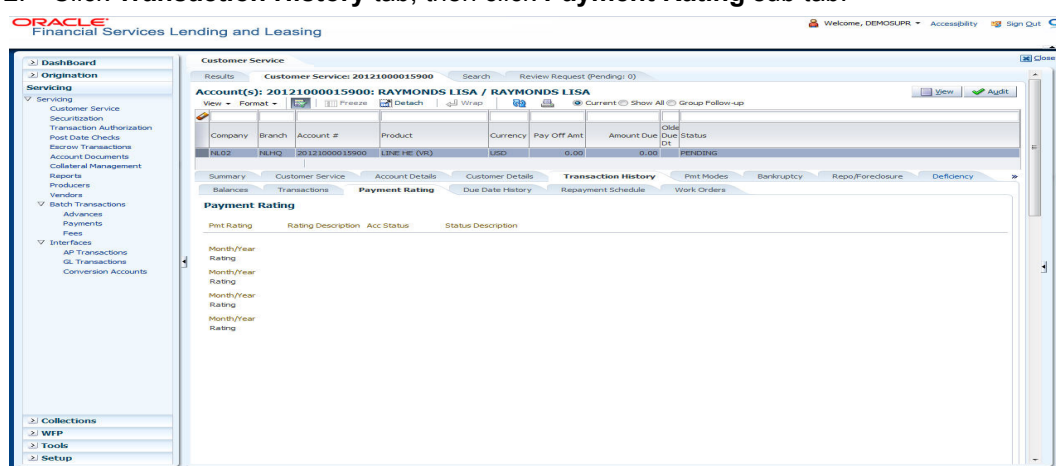 2. Click Transaction History tab, then click Payment Rating sub tab.
ORACLE
Financial Services Lending and Leasing
Welcome, DEMOSUPR Accessibility Sign Out
Close
DashBoard
Origination
Servicing
Servicing
Customer Service
Securitization
Transaction Authorization
Post Date Checks
Escrow Transactions
Account Documents
Collateral Management
Reports
Producers
Vendors
Batch Transactions
Advances
Payments
Fees
Interfaces
AP Transactions
GL Transactions
Conversion Accounts
Collections
WFP
Tools
Setup
Customer Service
Results Customer Service: 20121000015900 Search Review Request (Pending: 0)
Account(s): 20121000015900: RAYMONDS LISA / RAYMONDS LISA View Audit
View Format Freeze Detach Wrap Current Show All Group Follow-up
Company Branch Account # Product Currency Pay Off Amt Amount Due Olde Due Dt Status
NL02 NLHQ 20121000015900 LINE HE (VR) USD 0.00 0.00 PENDING
Summary Customer Service Account Details Customer Details Transaction History Pmt Modes Bankruptcy Repo/Foreclosure Deficiency »
Balances Transactions Payment Rating Due Date History Repayment Schedule Work Orders
Payment Rating
Pmt Rating Rating Description Acc Status Status Description
Month/Year
Rating
Month/Year
Rating
Month/Year
Rating
Month/Year
Rating